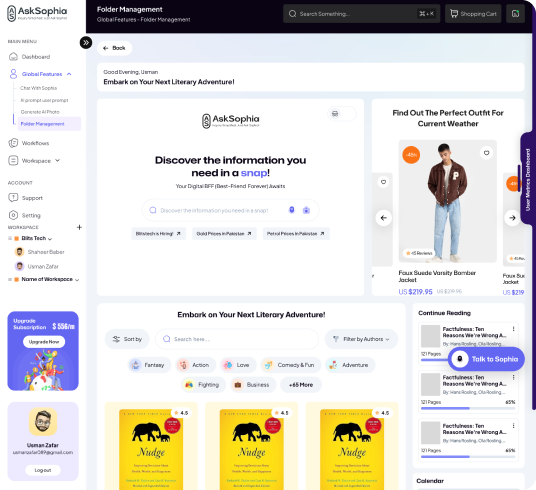 AskSophia
MAIN MENU
Dashboard
Global Features
Chat With Sophia
AI prompt user prompt
Generate AI Photo
Folder Management
Workflows
Workspace
ACCOUNT
Support
Setting
WORKSPACE +
Blits Tech
Shaheer Baber
Usman Zafar
Name of Workspace
Upgrade
Subscription $ 556/m
Upgrade Now
Usman Zafar
usmanzafar089@gmail.com
Log out
Folder Management
Global Features - Folder Management
Search Something...
⌘ + K
Shopping Cart
Back
Good Evening, Usman
Embark on Your Next Literary Adventure!
AskSophia
Discover the information you
need in a snap!
Your Digital BFF (Best-Friend Forever) Awaits
Discover the information you need in a snap!
Blitstech is Hiring!
Gold Prices in Pakistan
Petrol Prices in Pakistan
Find Out The Perfect Outfit For
Current Weather
45 Reviews
Faux Suede Varsity Bomber
Jacket
US $219.95 US $279.95
Faux Sue
Jacket
US $219
User Metrics Dashboard
Embark on Your Next Literary Adventure!
Sort by
Search here...
Filter by Authors
Fantasy
Action
Love
Comedy & Fun
Adventure
Fighting
Business
+65 More
4.5
Nudge
4.5
Nudge
4.5
Nudge
Continue Reading
Factfulness: Ten
Reasons We're Wrong A...
By: Hans Rosling, Ola Rosling...
121 Pages
Talk to Sophia
Factfulness: Ten
Reasons We're Wrong A...
By: Hans Rosling, Ola Rosling...
121 Pages 65%
Factfulness: Ten
Reasons We're Wrong A...
By: Hans Rosling, Ola Rosling...
121 Pages 65%
Calendar